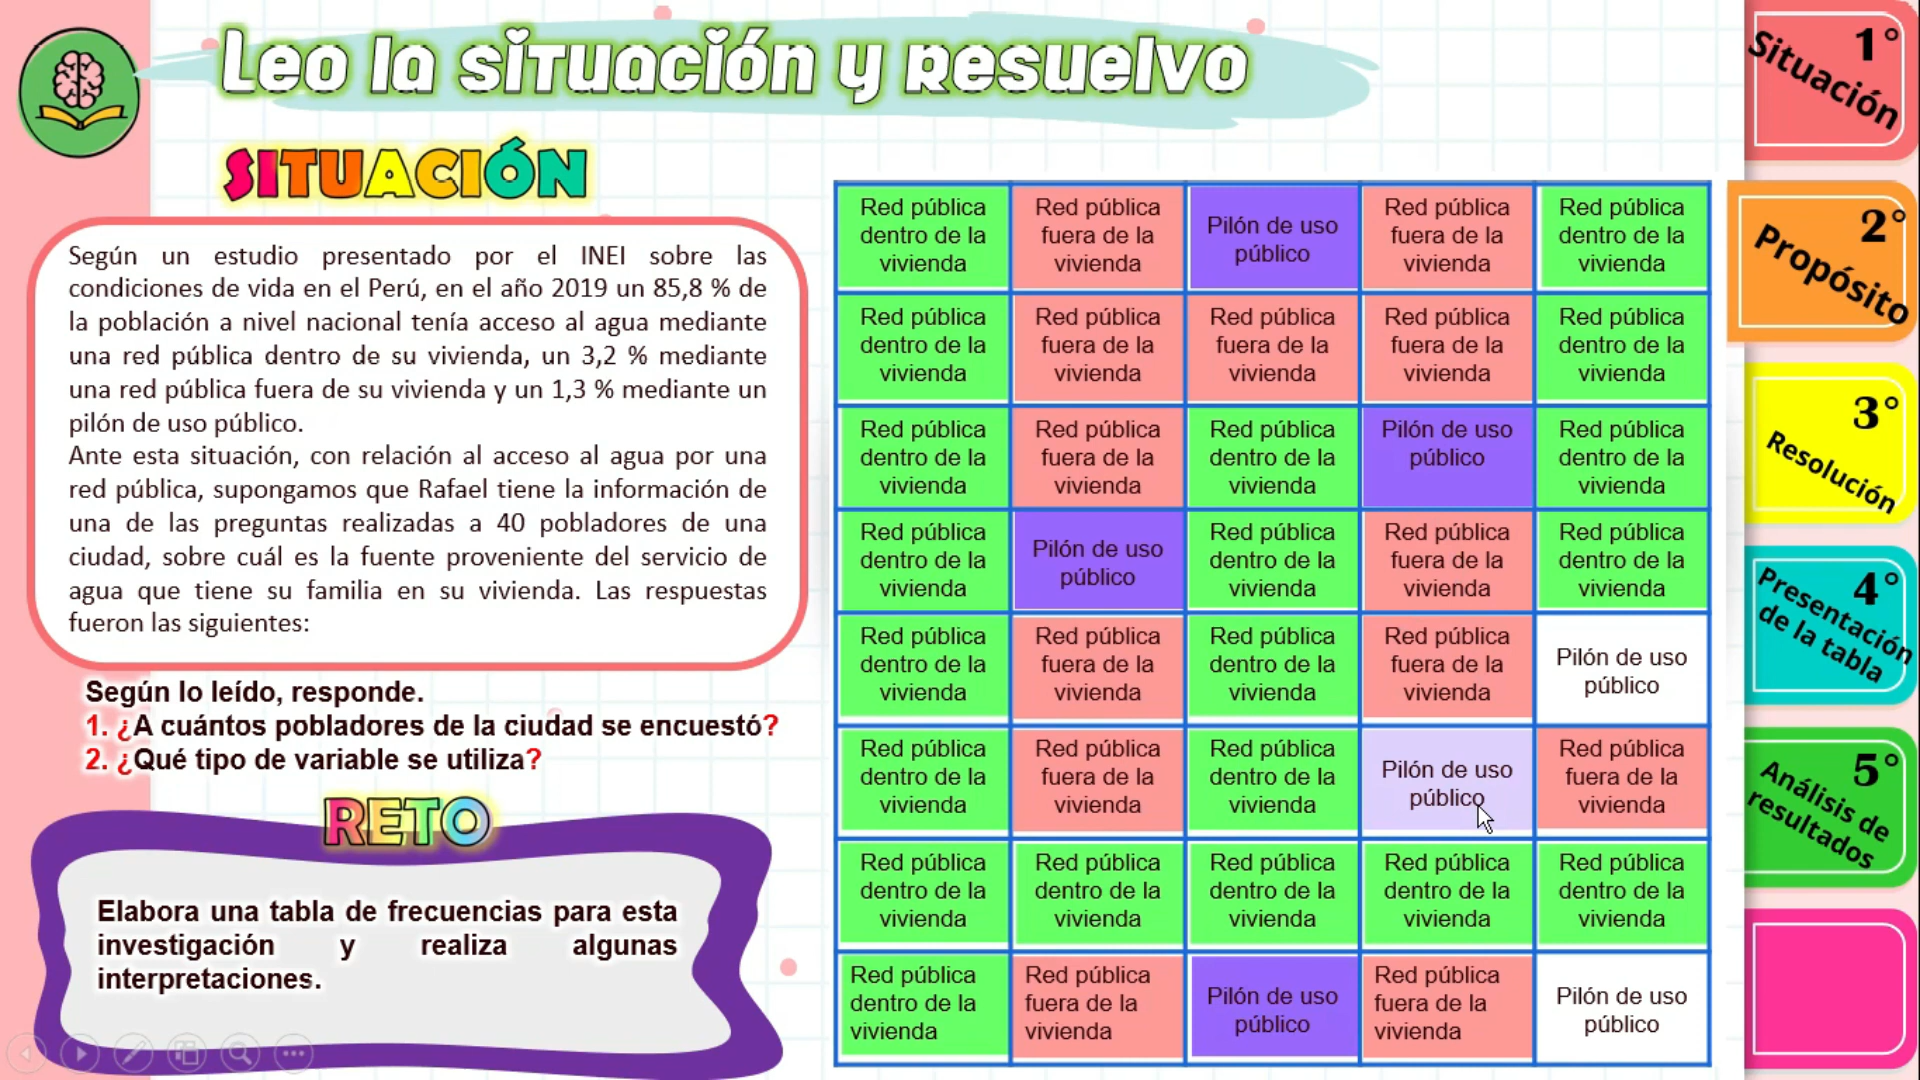 Leo la situación y resuelvo
SITUACIÓN
Según un estudio presentado por el INEI sobre las
condiciones de vida en el Perú, en el año 2019 un 85,8 % de
la población a nivel nacional tenía acceso al agua mediante
una red pública dentro de su vivienda, un 3,2 % mediante
una red pública fuera de su vivienda y un 1,3 % mediante un
pilón de uso público.
Ante esta situación, con relación al acceso al agua por una
red pública, supongamos que Rafael tiene la información de
una de las preguntas realizadas a 40 pobladores de una
ciudad, sobre cuál es la fuente proveniente del servicio de
agua que tiene su familia en su vivienda. Las respuestas
fueron las siguientes:
Según lo leído, responde.
1. ¿A cuántos pobladores de la ciudad se encuestó?
2. ¿Qué tipo de variable se utiliza?
RETO
Elabora una tabla de frecuencias para esta
investigación y realiza algunas
interpretaciones.
Red pública
dentro de la
vivienda
Red pública
fuera de la
vivienda
Pilón de uso
público
Red pública
fuera de la
vivienda
Red pública
dentro de la
vivienda
Red pública
dentro de la
vivienda
Red pública
fuera de la
vivienda
Red pública
fuera de la
vivienda
Red pública
fuera de la
vivienda
Red pública
dentro de la
vivienda
Red pública
dentro de la
vivienda
Red pública
fuera de la
vivienda
Red pública
dentro de la
vivienda
Pilón de uso
público
Red pública
dentro de la
vivienda
Red pública
dentro de la
vivienda
Pilón de uso
público
Red pública
dentro de la
vivienda
Red pública
fuera de la
vivienda
Red pública
dentro de la
vivienda
Red pública
dentro de la
vivienda
Red pública
fuera de la
vivienda
Red pública
dentro de la
vivienda
Red pública
fuera de la
vivienda
Pilón de uso
público
Red pública
dentro de la
vivienda
Red pública
fuera de la
vivienda
Red pública
dentro de la
vivienda
Pilón de uso
público
Red pública
fuera de la
vivienda
Red pública
dentro de la
vivienda
Red pública
dentro de la
vivienda
Red pública
dentro de la
vivienda
Red pública
dentro de la
vivienda
Red pública
dentro de la
vivienda
Red pública
dentro de la
vivienda
Red pública
fuera de la
vivienda
Pilón de uso
público
Red pública
fuera de la
vivienda
Pilón de uso
público
1°
Situación
2°
Propósito
3°
Resolución
4°
Presentación
de la tabla
5°
Análisis de
resultados